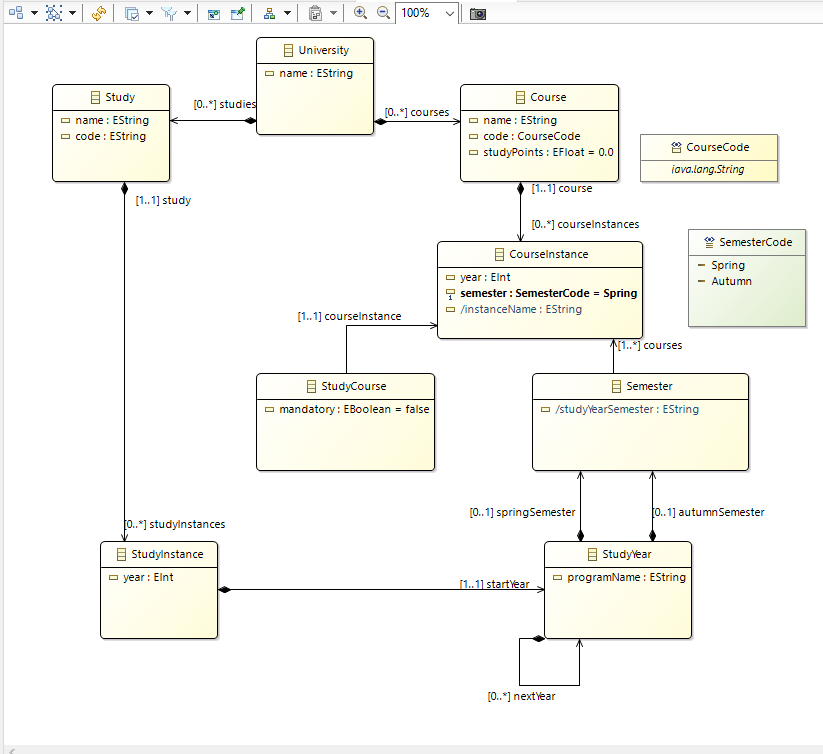 100%
University
name : EString
Study
name : EString
code : EString
[0..*] studies
[0..*] courses
Course
name : EString
code : CourseCode
studyPoints : EFloat = 0.0
CourseCode
java.lang.String
[1..1] study
[1..1] course
[0..*] courseInstances
SemesterCode
Spring
Autumn
CourseInstance
year : EInt
semester : SemesterCode = Spring
/instanceName : EString
[1..1] courseInstance
[1..*] courses
StudyCourse
mandatory : EBoolean = false
Semester
/studyYearSemester : EString
[0..1] springSemester
[0..1] autumnSemester
[0..*] studyInstances
StudyInstance
year : EInt
[1..1] startYear
StudyYear
programName : EString
[0..*] nextYear